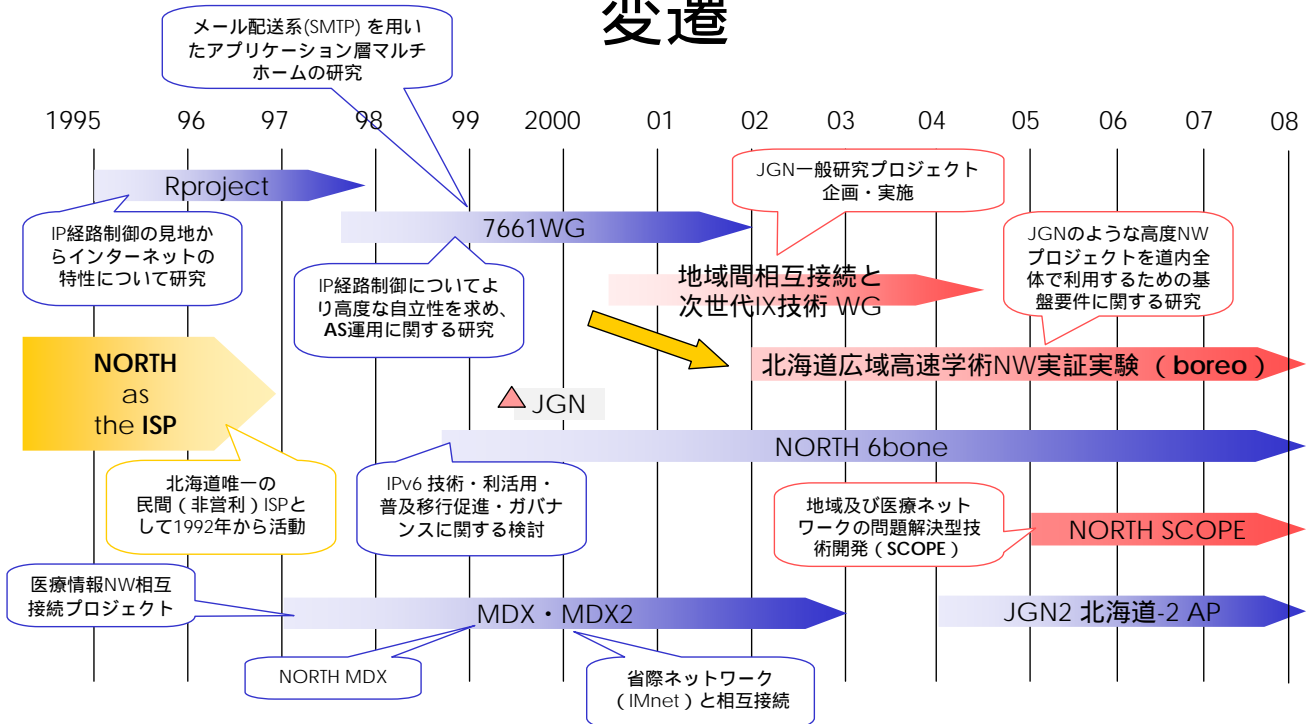 変遷
メール配送系(SMTP) を用い
たアプリケーション層マルチ
ホームの研究
1995 96 97 98 99 2000 01 02 03 04 05 06 07 08
Rproject
IP経路制御の見地か
らインターネットの
特性について研究
7661WG
IP経路制御についてよ
り高度な自立性を求め、
AS運用に関する研究
JGN一般研究プロジェクト
企画・実施
地域間相互接続と
次世代IX技術 WG
JGNのような高度NW
プロジェクトを道内全
体で利用するための基
盤要件に関する研究
北海道広域高速学術NW実証実験 （boreo）
NORTH
as
the ISP
JGN
NORTH 6bone
北海道唯一の
民間（非営利）ISPと
して1992年から活動
IPv6 技術・利活用・
普及移行促進・ガバナ
ンスに関する検討
地域及び医療ネット
ワークの問題解決型技
術開発（SCOPE）
NORTH SCOPE
医療情報NW相互
接続プロジェクト
MDX・MDX2
JGN2 北海道-2 AP
NORTH MDX
省際ネットワーク
（IMnet）と相互接続